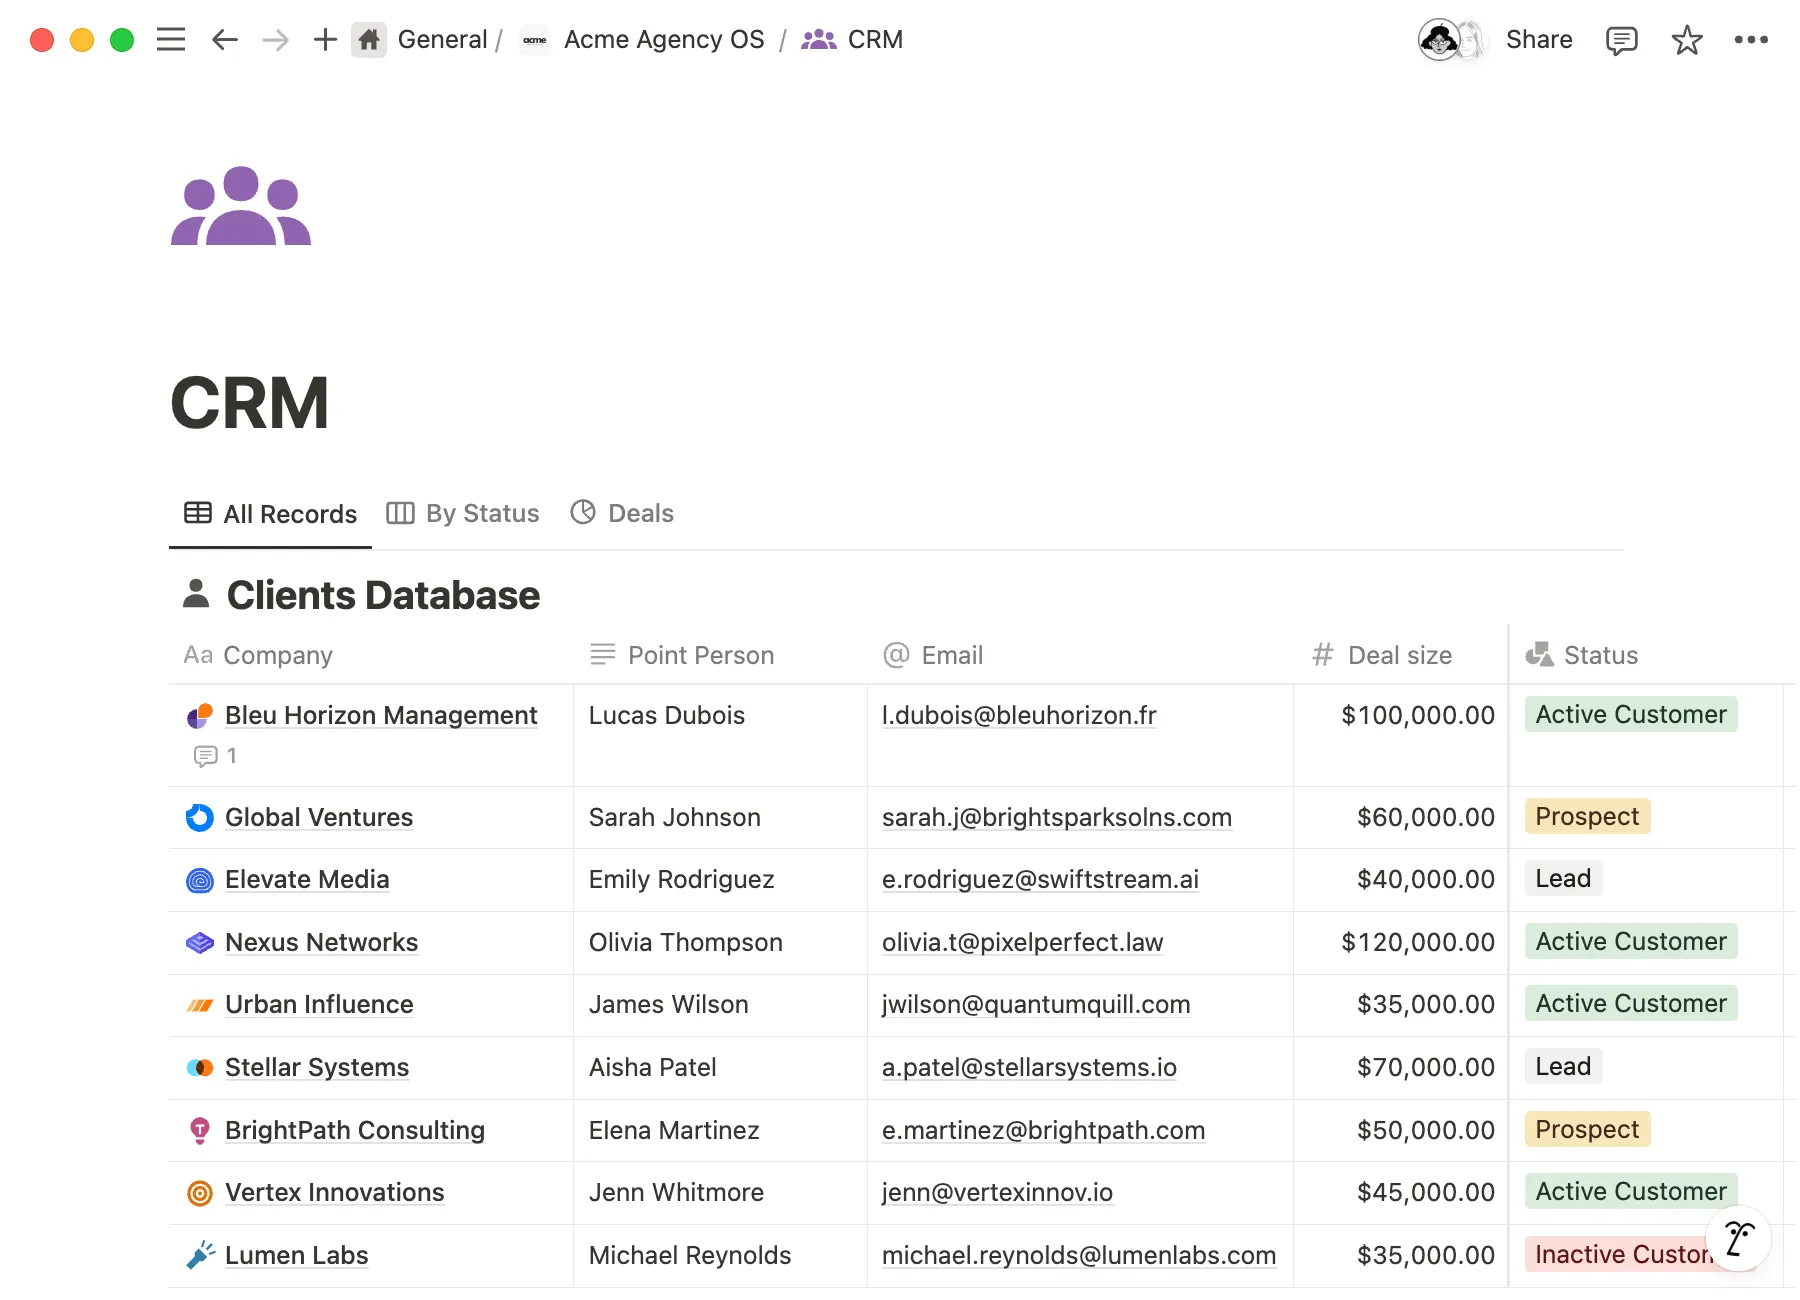 General / acme Acme Agency OS / CRM Share
CRM
All Records By Status Deals
Clients Database
Aa Company Point Person @ Email # Deal size Status
Bleu Horizon Management Lucas Dubois l.dubois@bleuhorizon.fr $100,000.00 Active Customer
1
Global Ventures Sarah Johnson sarah.j@brightsparksolns.com $60,000.00 Prospect
Elevate Media Emily Rodriguez e.rodriguez@swiftstream.ai $40,000.00 Lead
Nexus Networks Olivia Thompson olivia.t@pixelperfect.law $120,000.00 Active Customer
Urban Influence James Wilson jwilson@quantumquill.com $35,000.00 Active Customer
Stellar Systems Aisha Patel a.patel@stellarsystems.io $70,000.00 Lead
BrightPath Consulting Elena Martinez e.martinez@brightpath.com $50,000.00 Prospect
Vertex Innovations Jenn Whitmore jenn@vertexinnov.io $45,000.00 Active Customer
Lumen Labs Michael Reynolds michael.reynolds@lumenlabs.com $35,000.00 Inactive